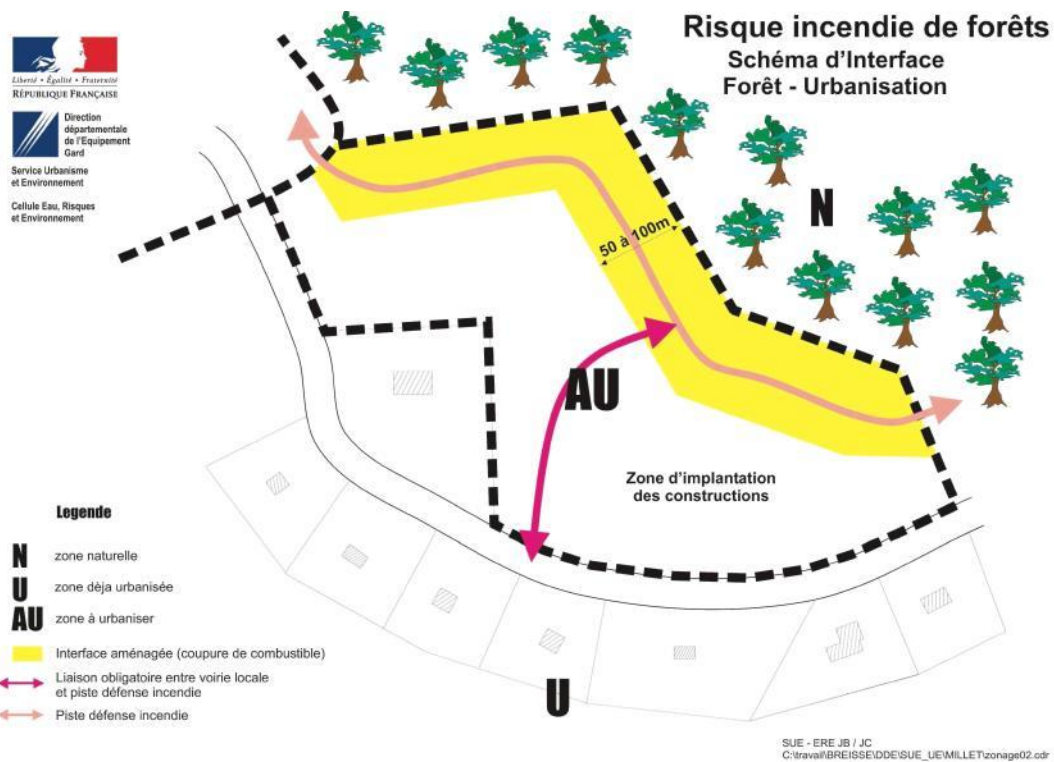 Risque incendie de forêts
Schéma d'Interface
Forêt - Urbanisation
Liberté • Égalité • Fraternité
RÉPUBLIQUE FRANÇAISE
Direction
départementale
de l'Equipement
Gard
Service Urbanisme
et Environnement
Cellule Eau, Risques
et Environnement
N
50 à 100m
AU
Zone d'implantation
des constructions
U
Legende
N zone naturelle
U zone dèja urbanisée
AU zone à urbaniser
Interface aménagée (coupure de combustible)
Liaison obligatoire entre voirie locale
et piste défense incendie
Piste défense incendie
SUE - ERE JB / JC
C:\travail\BREISSE\DDE\SUE_UE\MILLET\zonage02.cdr